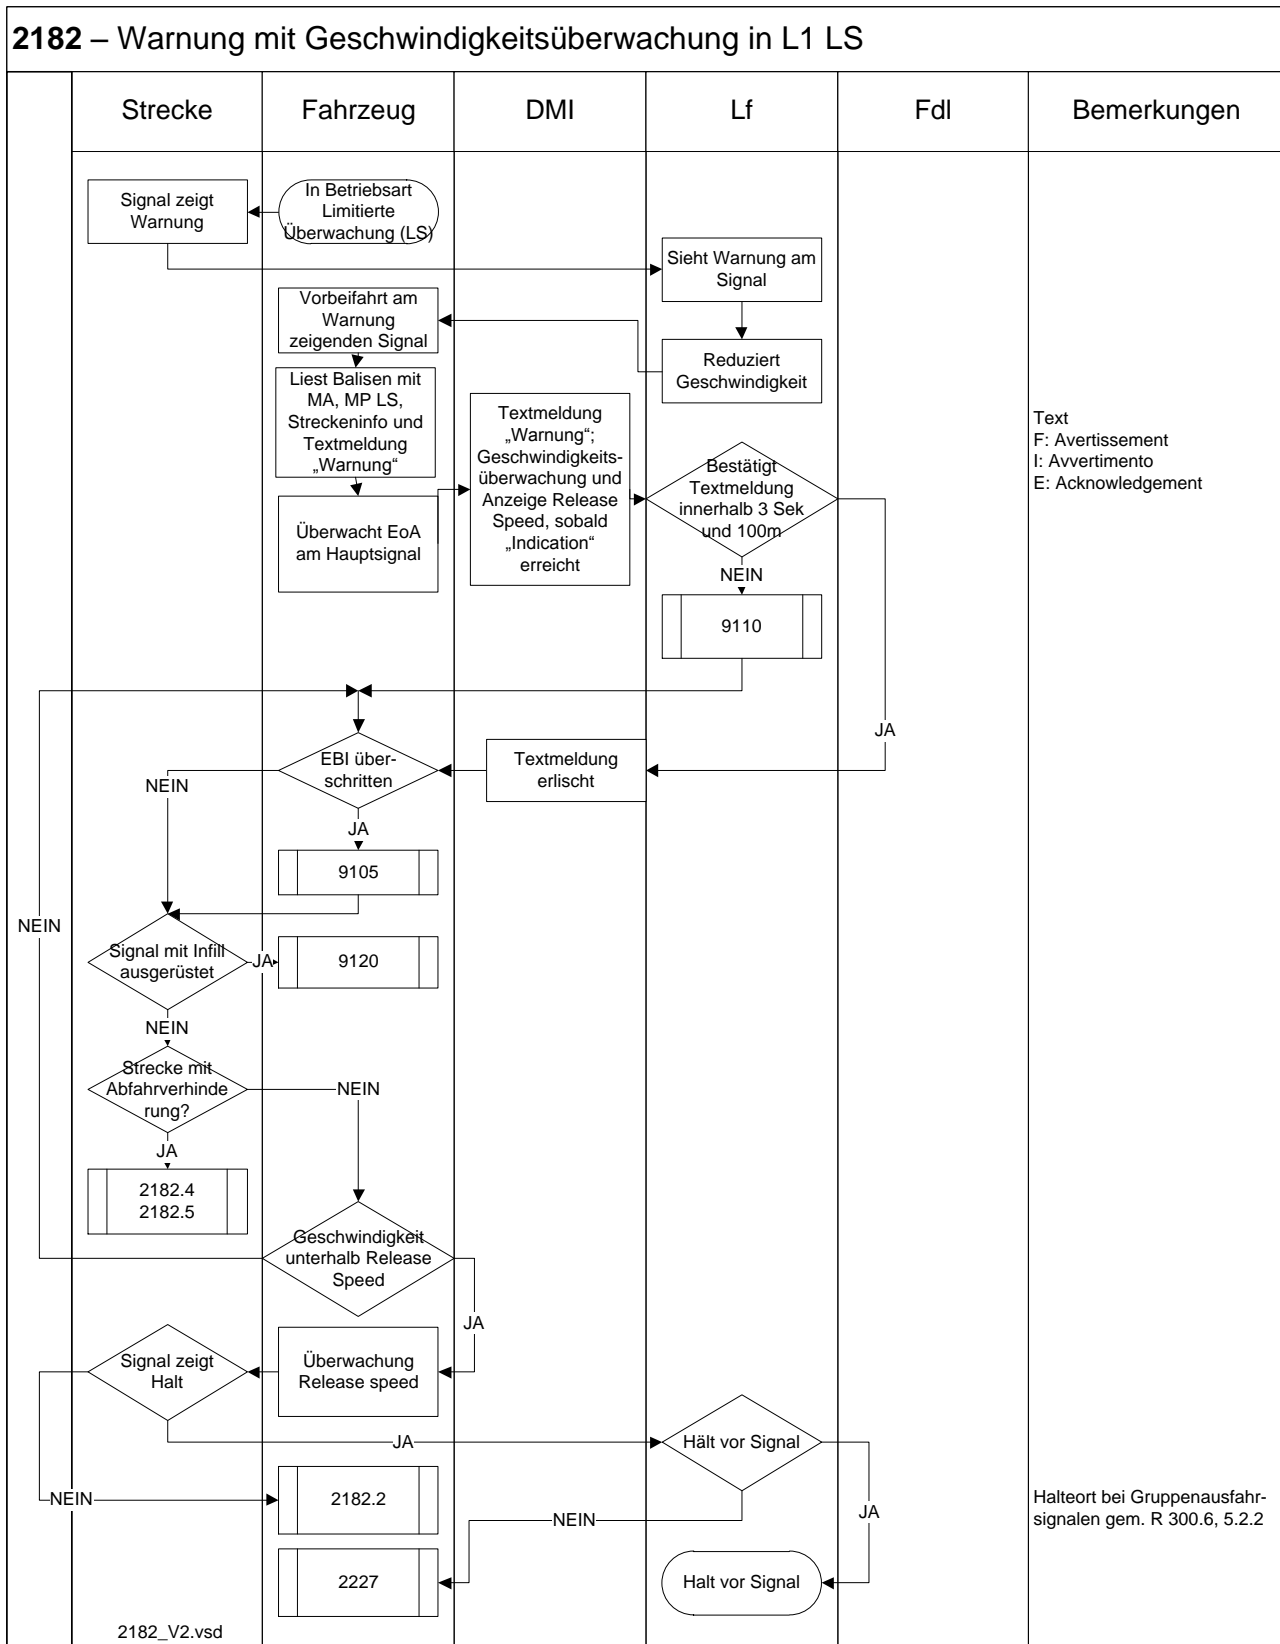 2182 – Warnung mit Geschwindigkeitsüberwachung in L1 LS
Strecke
Fahrzeug
DMI
Lf
Fdl
Bemerkungen
Signal zeigt
Warnung
In Betriebsart
Limitierte
Überwachung (LS)
Sieht Warnung am
Signal
Vorbeifahrt am
Warnung
zeigenden Signal
Reduziert
Geschwindigkeit
Liest Balisen mit
MA, MP LS,
Streckeninfo und
Textmeldung
„Warnung“
Textmeldung
„Warnung“;
Geschwindigkeits-
überwachung und
Anzeige Release
Speed, sobald
„Indication“
erreicht
Text
F: Avertissement
I: Avvertimento
E: Acknowledgement
Bestätigt
Textmeldung
innerhalb 3 Sek
und 100m
Überwacht EoA
am Hauptsignal
NEIN
9110
JA
EBI über-
schritten
Textmeldung
erlischt
NEIN
JA
9105
NEIN
Signal mit Infill
ausgerüstet
JA
9120
NEIN
Strecke mit
Abfahrverhinde
rung?
NEIN
JA
2182.4
2182.5
Geschwindigkeit
unterhalb Release
Speed
JA
Signal zeigt
Halt
Überwachung
Release speed
JA
Hält vor Signal
NEIN
2182.2
NEIN
JA
Halteort bei Gruppenausfahr-
signalen gem. R 300.6, 5.2.2
2227
Halt vor Signal
2182_V2.vsd